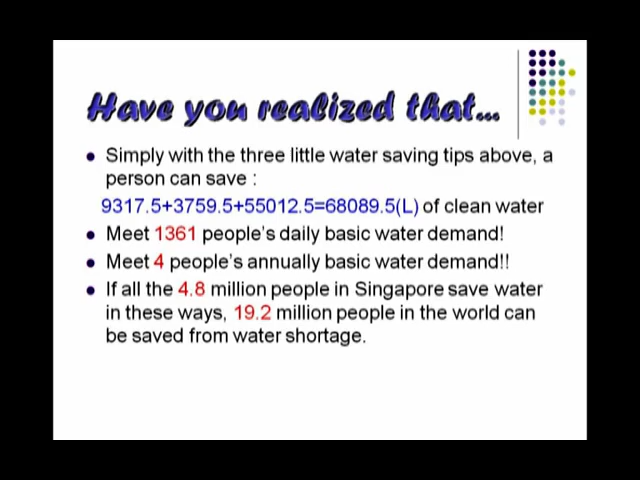 Have you realized that...
Simply with the three little water saving tips above, a
person can save :
9317.5+3759.5+55012.5=68089.5(L) of clean water
Meet 1361 people's daily basic water demand!
Meet 4 people's annually basic water demand!!
If all the 4.8 million people in Singapore save water
in these ways, 19.2 million people in the world can
be saved from water shortage.